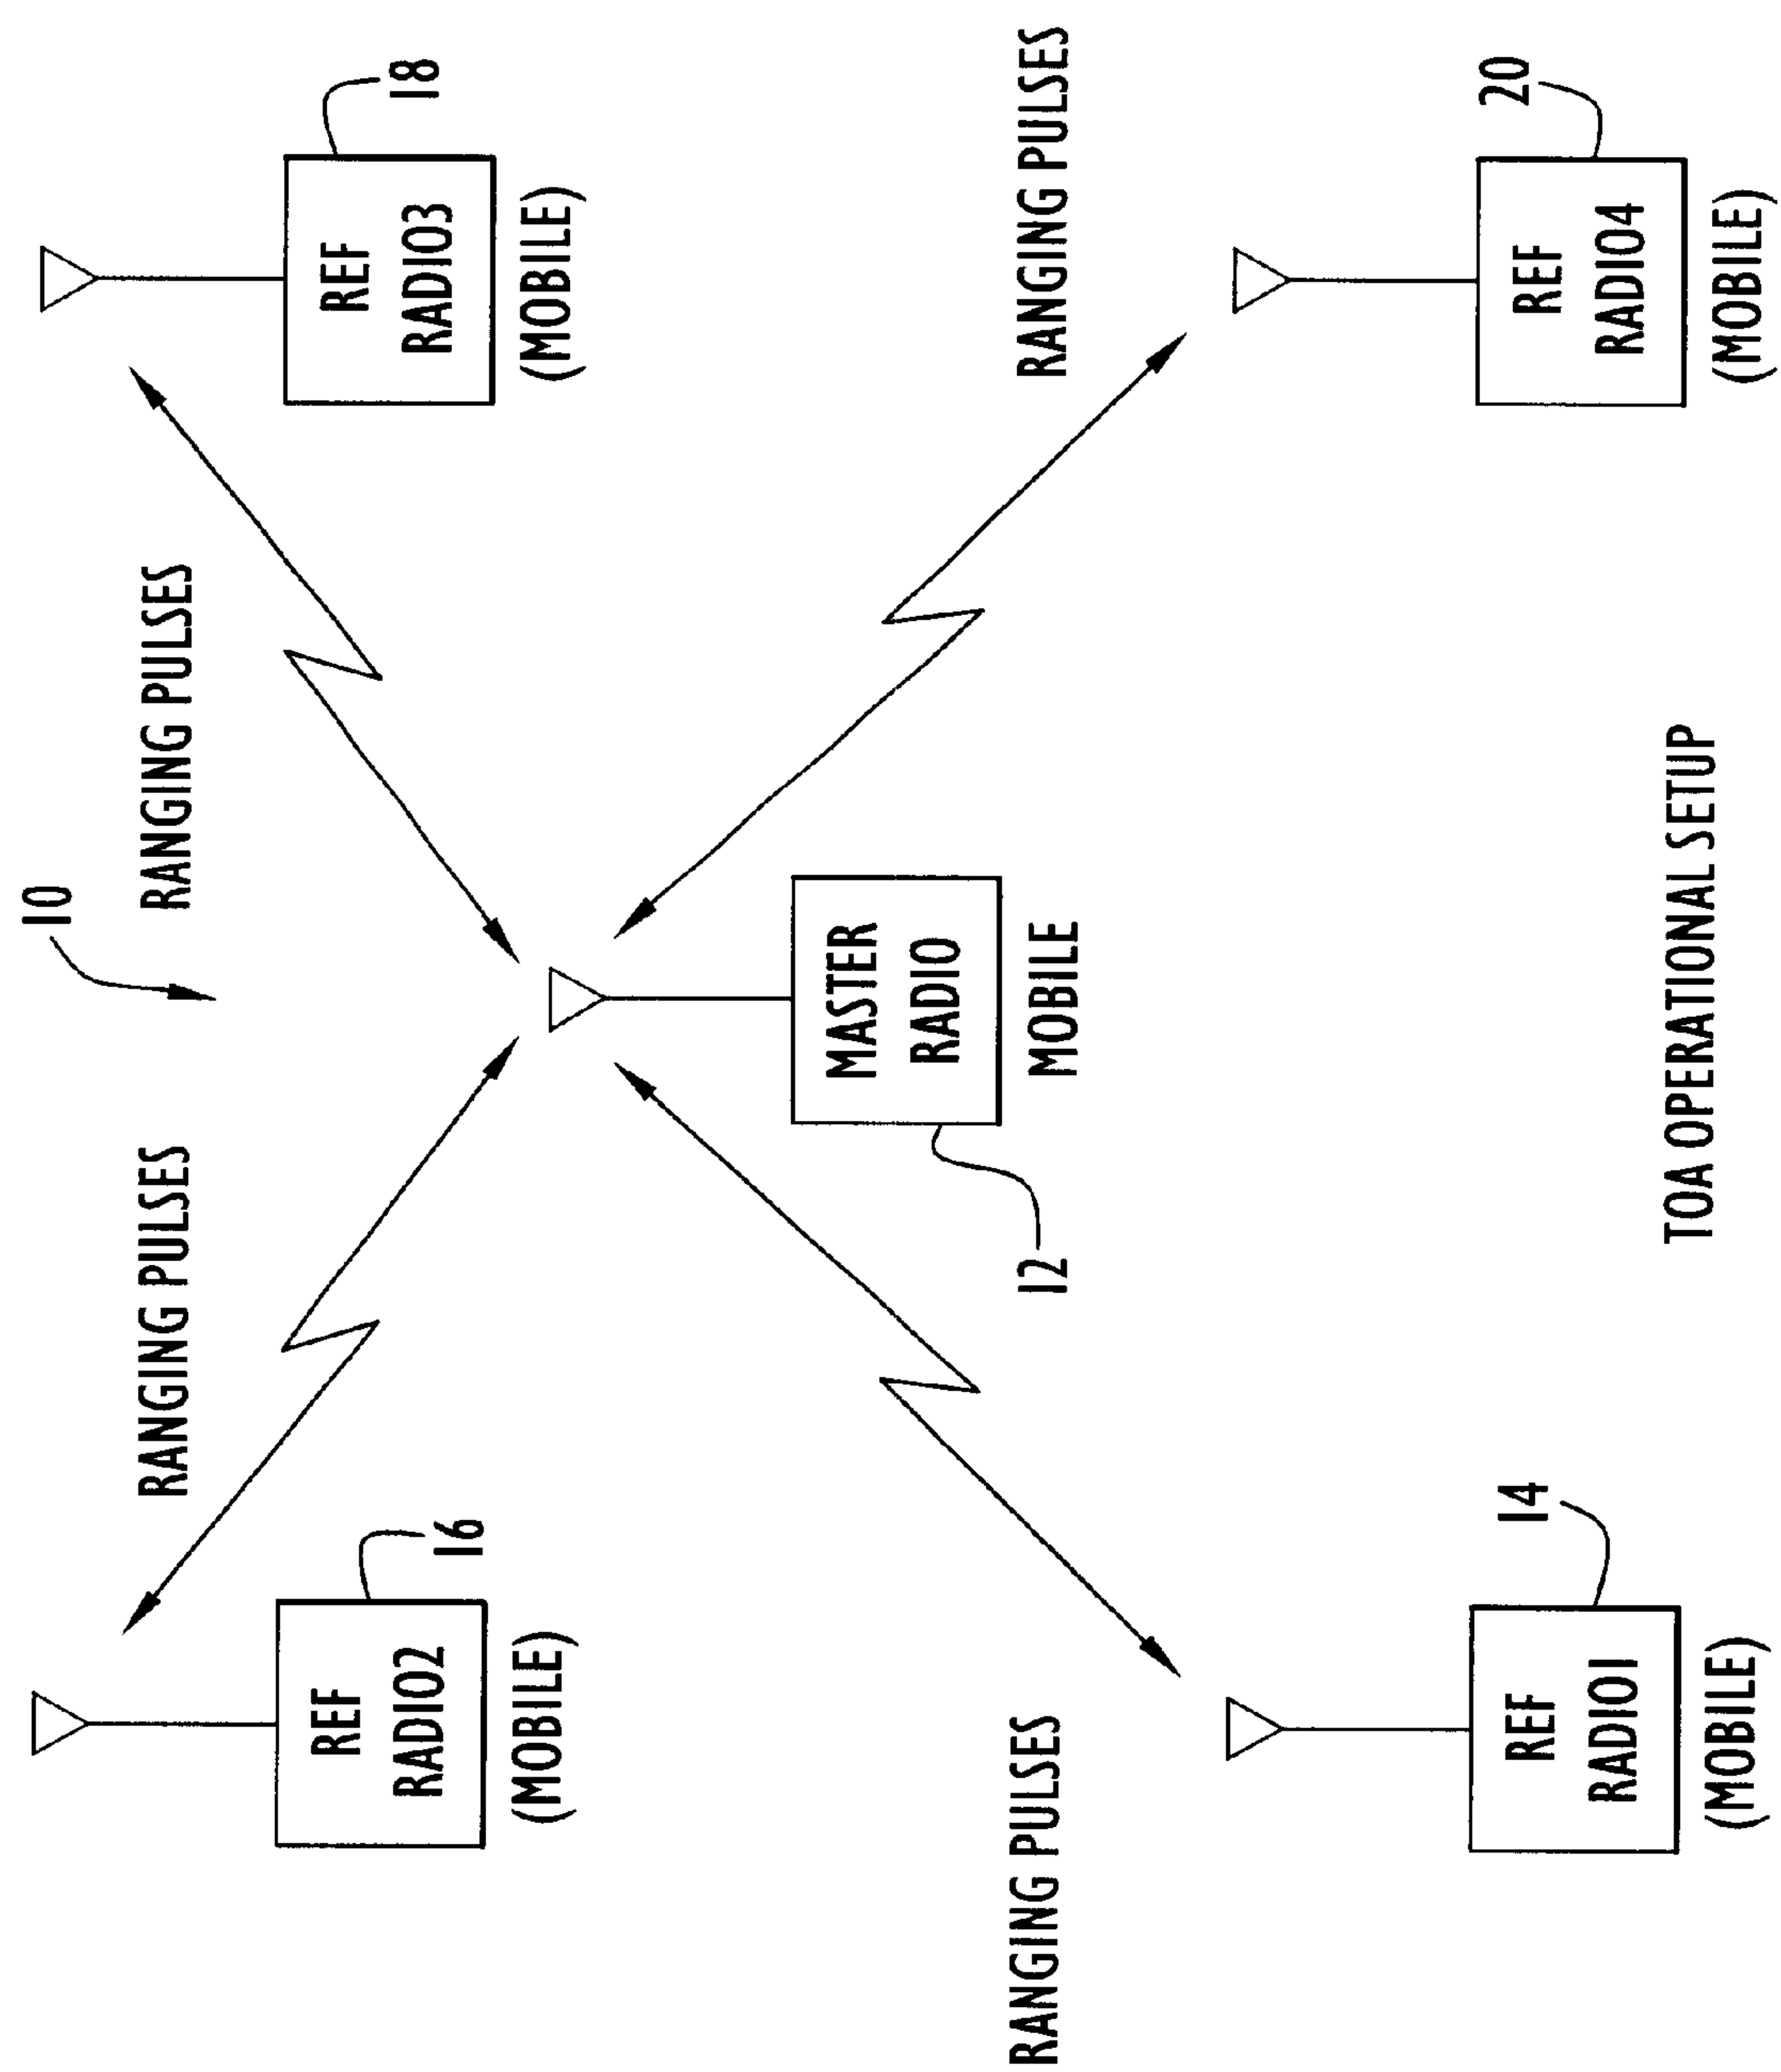 10
RANGING PULSES
RANGING PULSES
REF
RADIO2
(MOBILE)
16
REF
RADIO3
(MOBILE)
18
MASTER
RADIO
MOBILE
12
RANGING PULSES
RANGING PULSES
REF
RADIO1
(MOBILE)
14
REF
RADIO4
(MOBILE)
20
TOA OPERATIONAL SETUP